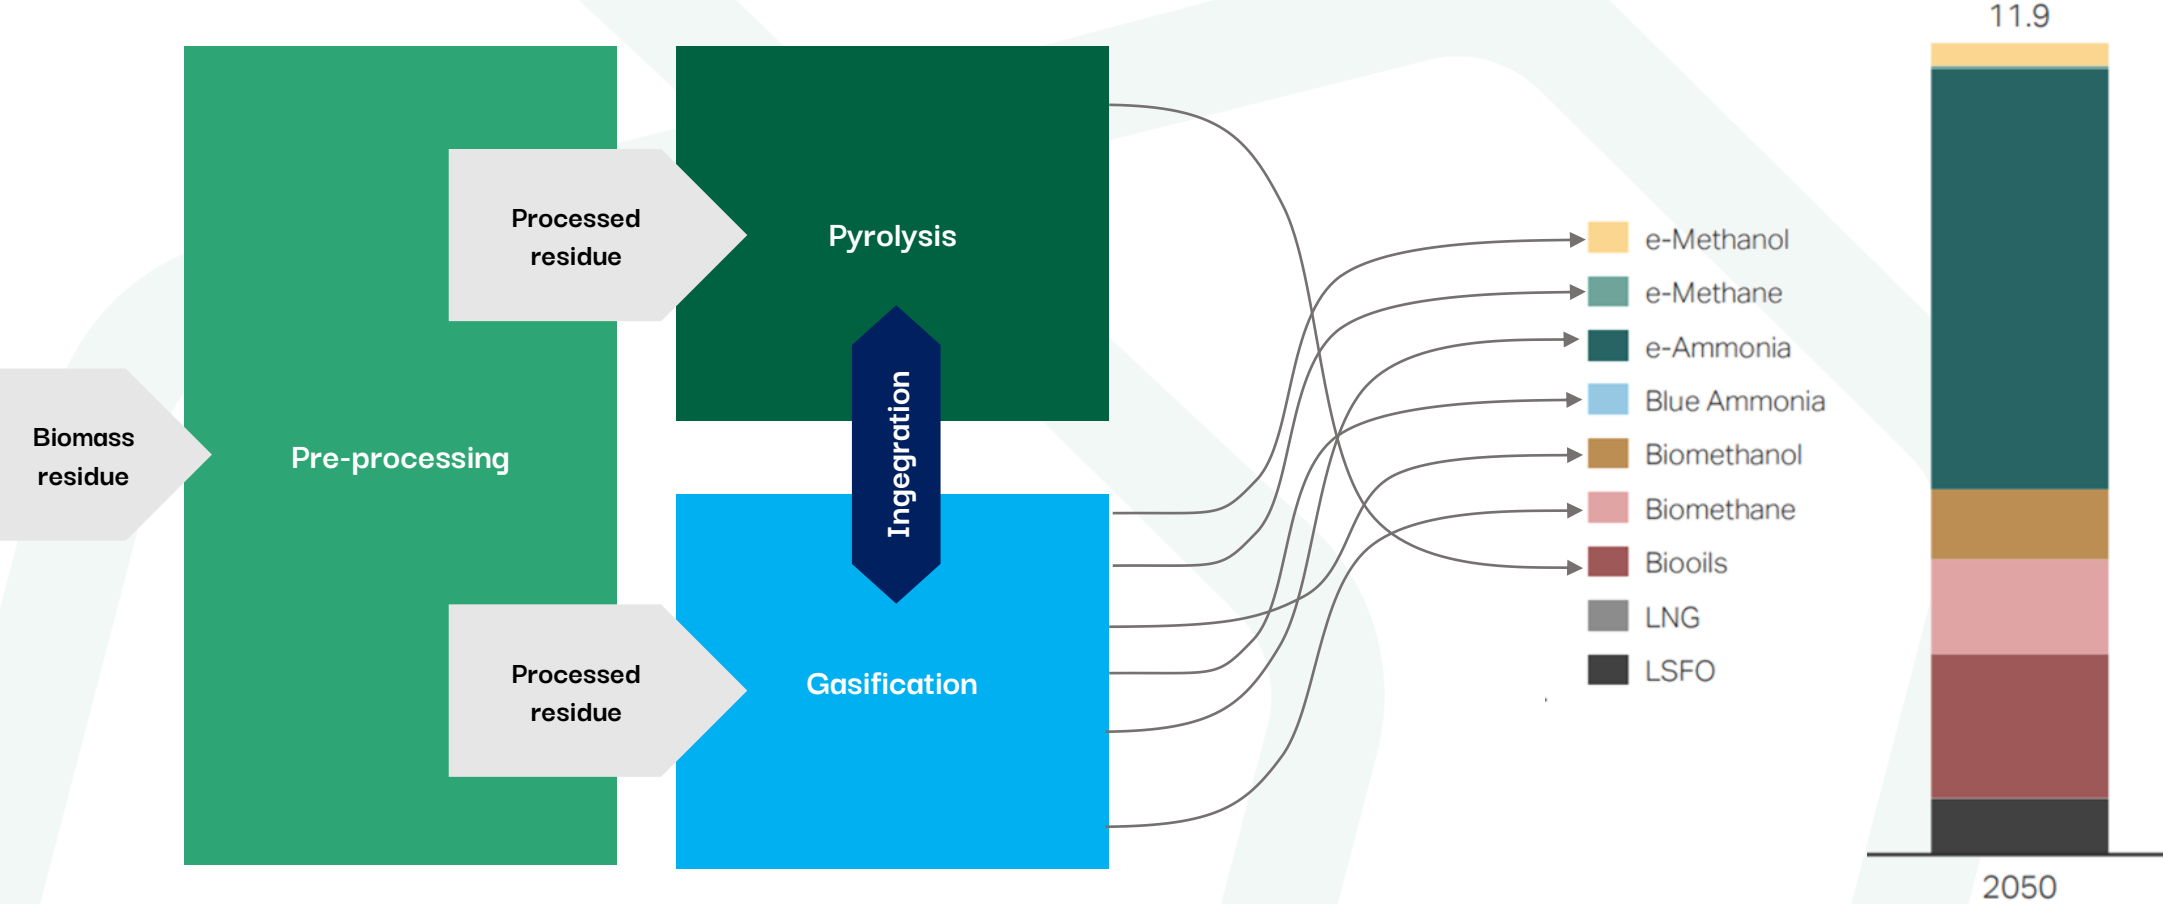 Biomass
residue
Pre-processing
Processed
residue
Processed
residue
Pyrolysis
Ingegration
Gasification
e-Methanol
e-Methane
e-Ammonia
Blue Ammonia
Biomethanol
Biomethane
Biooils
LNG
LSFO
11.9
2050